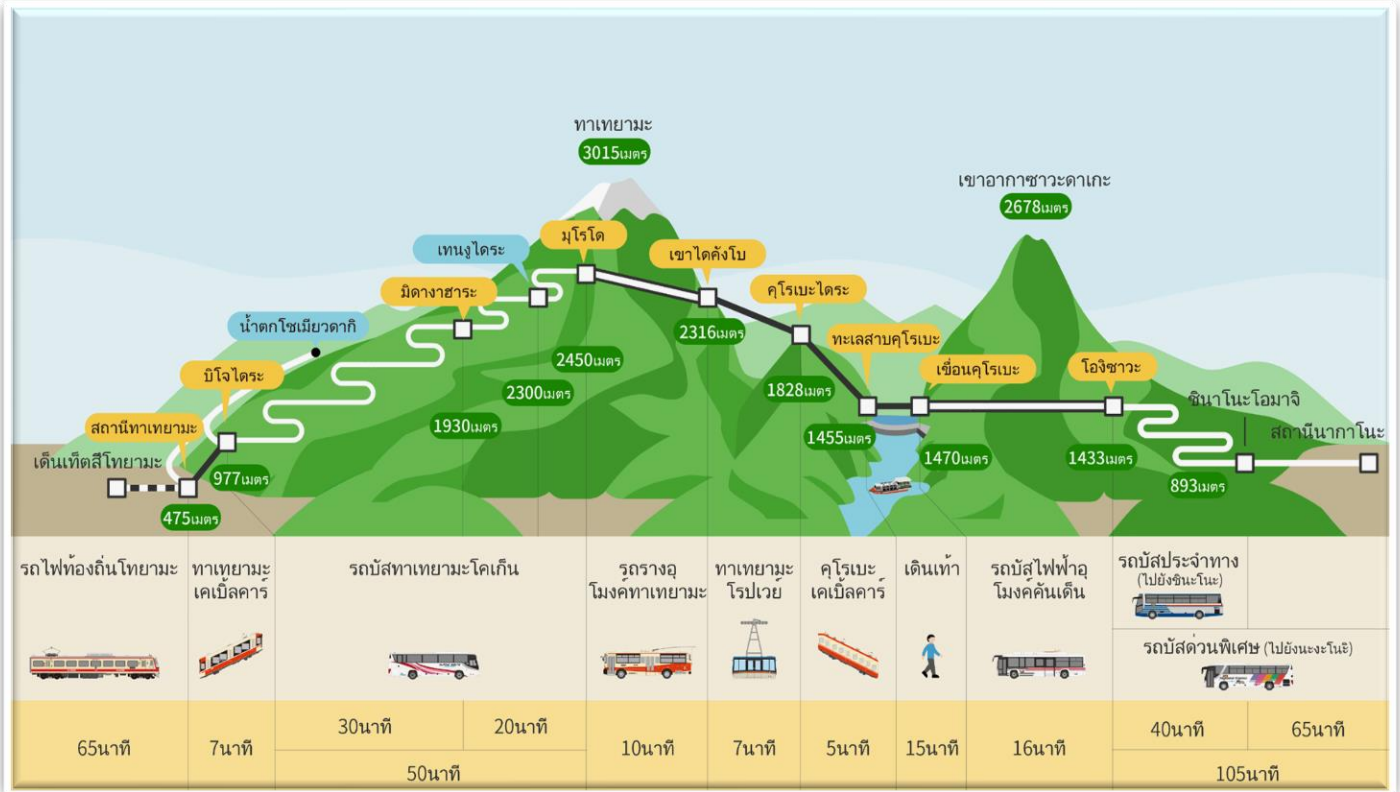 ทาเทยามะ
3015เมตร
เขาอากาซาวะดาเกะ
2678เมตร
มุโรโด
เทนงูไดระ
เขาไดคังโบ
มิดางาฮาระ
คุโรเบะไดระ
น้ำตกโชเมียวดากิ
2316เมตร
ทะเลสาบคุโรเบะ
2450เมตร
เขื่อนคุโรเบะ
โองิซาวะ
บิโจไดระ
1828เมตร
2300เมตร
ชินาโนะโอมาจิ
สถานีทาเทยามะ
1930เมตร
สถานีนากาโนะ
1455เมตร
เด็นเท็ตสึโทยามะ
1470เมตร
1433เมตร
977เมตร
893เมตร
475เมตร
รถไฟท้องถิ่นโทยามะ
ทาเทยามะ
เคเบิ้ลคาร์
รถบัสทาเทยามะโคเก็น
รถรางอุ
โมงค์ทาเทยามะ
ทาเทยามะ
โรปเวย์
คุโรเบะ
เคเบิ้ลคาร์
เดินเท้า
รถบัสไฟฟ้าอุ
โมงค์คันเด็น
รถบัสประจำทาง
(ไปยังชินะโนะ)
รถบัสด่วนพิเศษ (ไปยังนะงะโนะ)
65นาที
7นาที
30นาที
20นาที
50นาที
10นาที
7นาที
5นาที
15นาที
16นาที
40นาที
65นาที
105นาที